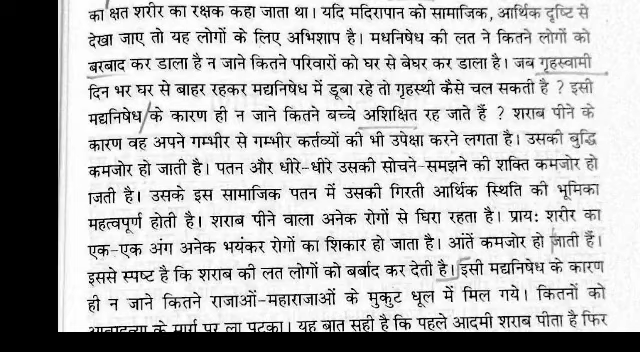 का क्षत शरीर का रक्षक कहा जाता था। यदि मदिरापान को सामाजिक, आर्थिक दृष्टि से
देखा जाए तो यह लोगों के लिए अभिशाप है। मधनिषेध की लत ने कितने लोगों को
बरबाद कर डाला है न जाने कितने परिवारों को घर से बेघर कर डाला है। जब गृहस्वामी
दिन भर घर से बाहर रहकर मद्यनिषेध में डूबा रहे तो गृहस्थी कैसे चल सकती है ? इसी
मद्यनिषेध के कारण ही न जाने कितने बच्चे अशिक्षित रह जाते हैं ? शराब पीने के
कारण वह अपने गम्भीर से गम्भीर कर्तव्यों की भी उपेक्षा करने लगता है। उसकी बुद्धि
कमजोर हो जाती है। पतन और धीरे-धीरे उसकी सोचने-समझने की शक्ति कमजोर हो
जाती है। उसके इस सामाजिक पतन में उसकी गिरती आर्थिक स्थिति की भूमिका
महत्वपूर्ण होती है। शराब पीने वाला अनेक रोगों से घिरा रहता है। प्राय: शरीर का
एक-एक अंग अनेक भयंकर रोगों का शिकार हो जाता है। आंतें कमजोर हो जाती हैं।
इससे स्पष्ट है कि शराब की लत लोगों को बर्बाद कर देती है। इसी मद्यनिषेध के कारण
ही न जाने कितने राजाओं-महाराजाओं के मुकुट धूल में मिल गये। कितनों को
आत्महत्या के मार्ग पर ला पटका। यह बात सही है कि पहले आदमी शराब पीता है फिर